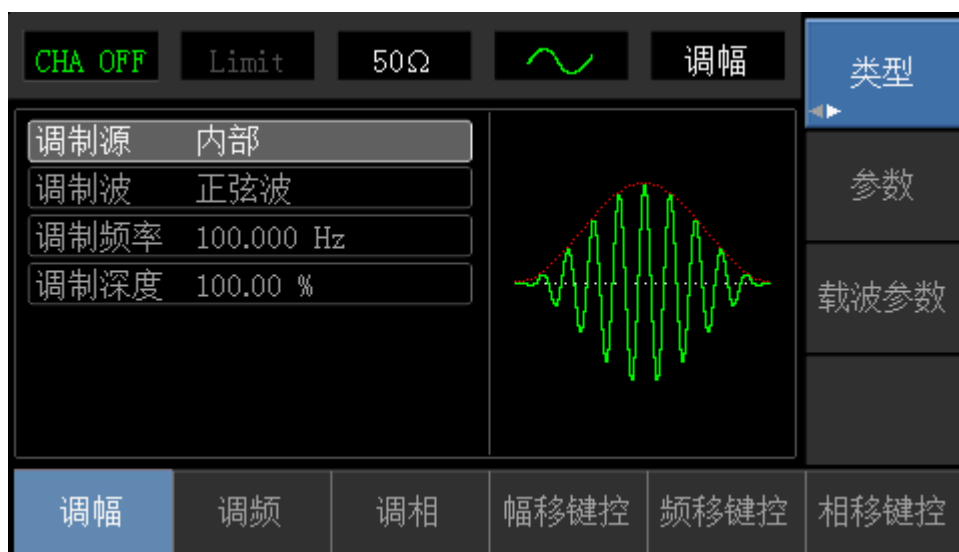 CHA OFF Limit 50Ω 调幅 类型
调制源 内部
调制波 正弦波
调制频率 100.000 Hz
调制深度 100.00 %
参数
载波参数
调幅 调频 调相 幅移键控 频移键控 相移键控